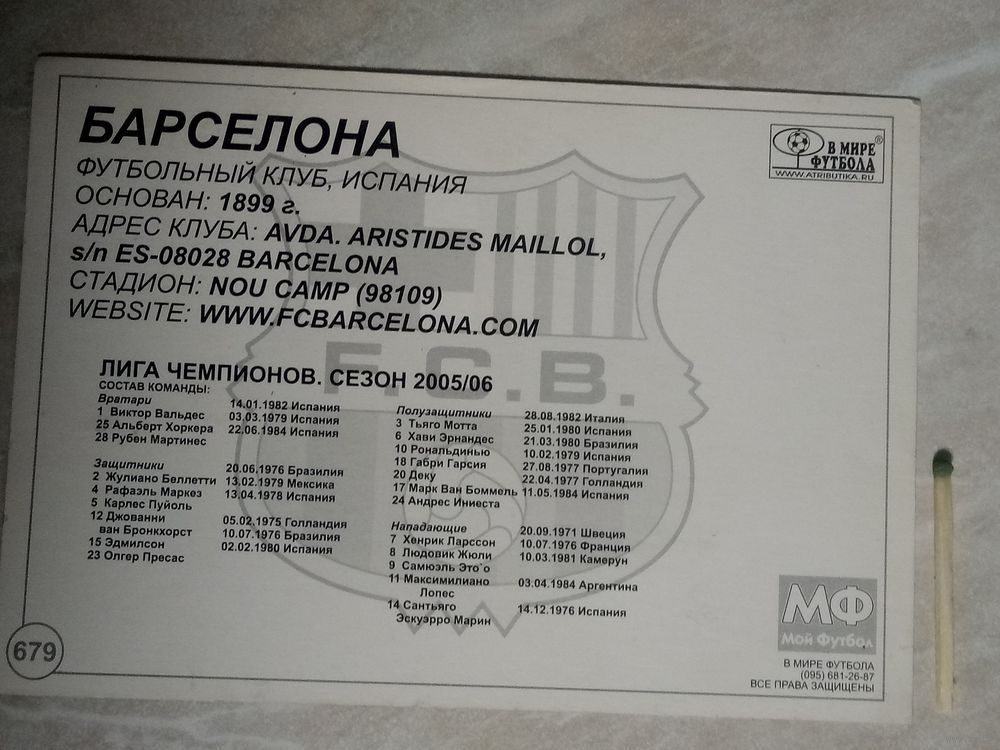 БАРСЕЛОНА
ФУТБОЛЬНЫЙ КЛУБ, ИСПАНИЯ
ОСНОВАН: 1899 г.
АДРЕС КЛУБА: AVDA. ARISTIDES MAILLOL,
s/n ES-08028 BARCELONA
СТАДИОН: NOU CAMP (98109)
WEBSITE: WWW.FCBARCELONA.COM
В МИРЕ ®
ФУТБОЛА
WWW.ATRIBUTIKA.RU
F.C.B.
ЛИГА ЧЕМПИОНОВ. СЕЗОН 2005/06
СОСТАВ КОМАНДЫ:
Вратари
1 Виктор Вальдес 14.01.1982 Испания
25 Альберт Хоркера 03.03.1979 Испания
28 Рубен Мартинес 22.06.1984 Испания
Защитники
2 Жулиано Беллетти 20.06.1976 Бразилия
4 Рафаэль Маркез 13.02.1979 Мексика
5 Карлес Пуйоль 13.04.1978 Испания
12 Джованни
ван Бронкхорст 05.02.1975 Голландия
15 Эдмилсон 10.07.1976 Бразилия
23 Олгер Пресас 02.02.1980 Испания
Полузащитники
3 Тьяго Мотта 28.08.1982 Италия
6 Хави Эрнандес 25.01.1980 Испания
10 Рональдинью 21.03.1980 Бразилия
18 Габри Гарсия 10.02.1979 Испания
20 Деку 27.08.1977 Португалия
17 Марк Ван Боммель 22.04.1977 Голландия
24 Андрес Иниеста 11.05.1984 Испания
Нападающие
7 Хенрик Ларссон 20.09.1971 Швеция
8 Людовик Жюли 10.07.1976 Франция
9 Самюэль Это`о 10.03.1981 Камерун
11 Максимилиано
Лопес 03.04.1984 Аргентина
14 Сантьяго
Эскуэрро Марин 14.12.1976 Испания
679
МФ
Мой Футбол
В МИРЕ ФУТБОЛА
(095) 681-26-87
ВСЕ ПРАВА ЗАЩИЩЕНЫ